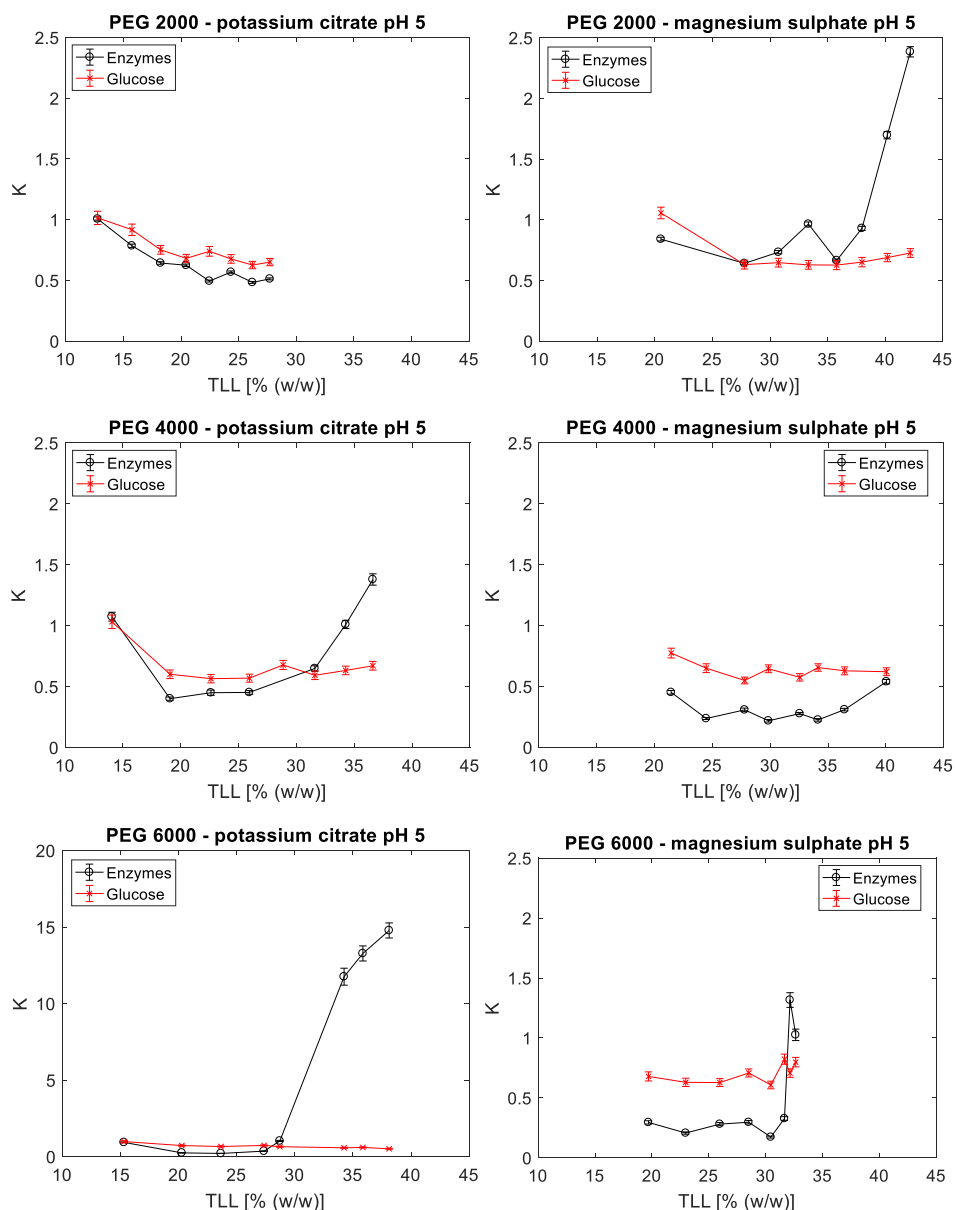 PEG 2000 - potassium citrate pH 5
2.5
2
1.5
1
0.5
0
K
10 15 20 25 30 35 40 45
TLL [% (w/w)]
Enzymes
Glucose
PEG 2000 - magnesium sulphate pH 5
2.5
2
1.5
1
0.5
0
K
10 15 20 25 30 35 40 45
TLL [% (w/w)]
Enzymes
Glucose
PEG 4000 - potassium citrate pH 5
2.5
2
1.5
1
0.5
0
K
10 15 20 25 30 35 40 45
TLL [% (w/w)]
Enzymes
Glucose
PEG 4000 - magnesium sulphate pH 5
2.5
2
1.5
1
0.5
0
K
10 15 20 25 30 35 40 45
TLL [% (w/w)]
Enzymes
Glucose
PEG 6000 - potassium citrate pH 5
20
15
10
5
0
K
10 15 20 25 30 35 40 45
TLL [% (w/w)]
Enzymes
Glucose
PEG 6000 - magnesium sulphate pH 5
2.5
2
1.5
1
0.5
0
K
10 15 20 25 30 35 40 45
TLL [% (w/w)]
Enzymes
Glucose